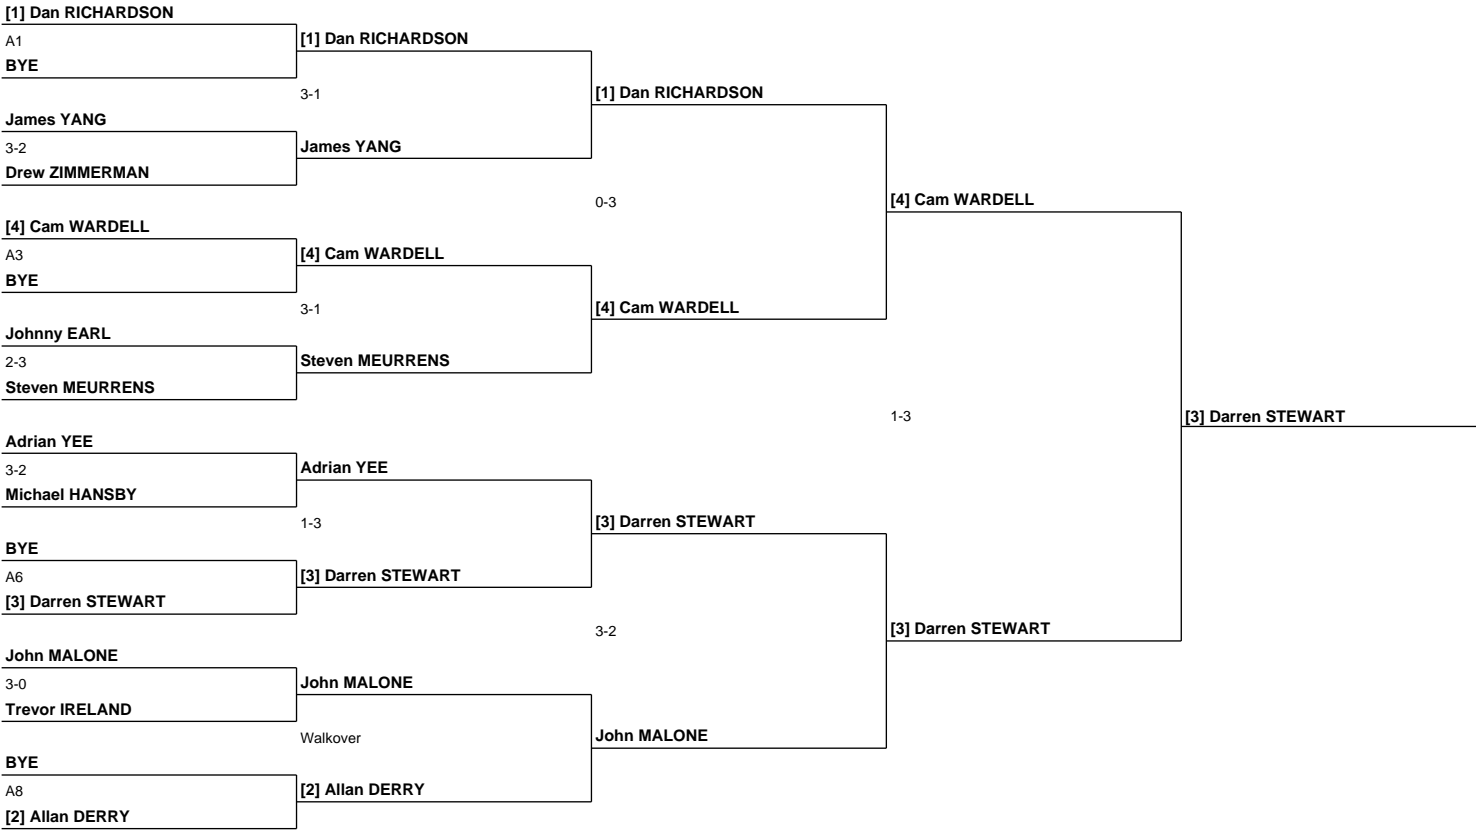 [1] Dan RICHARDSON
A1
BYE
James YANG
3-2
Drew ZIMMERMAN
[4] Cam WARDELL
A3
BYE
Johnny EARL
2-3
Steven MEURRENS
Adrian YEE
3-2
Michael HANSBY
BYE
A6
[3] Darren STEWART
John MALONE
3-0
Trevor IRELAND
BYE
A8
[2] Allan DERRY
[1] Dan RICHARDSON
3-1
James YANG
[4] Cam WARDELL
3-1
Steven MEURRENS
Adrian YEE
1-3
[3] Darren STEWART
John MALONE
Walkover
[2] Allan DERRY
[1] Dan RICHARDSON
0-3
[4] Cam WARDELL
[3] Darren STEWART
3-2
John MALONE
[4] Cam WARDELL
1-3
[3] Darren STEWART
[3] Darren STEWART